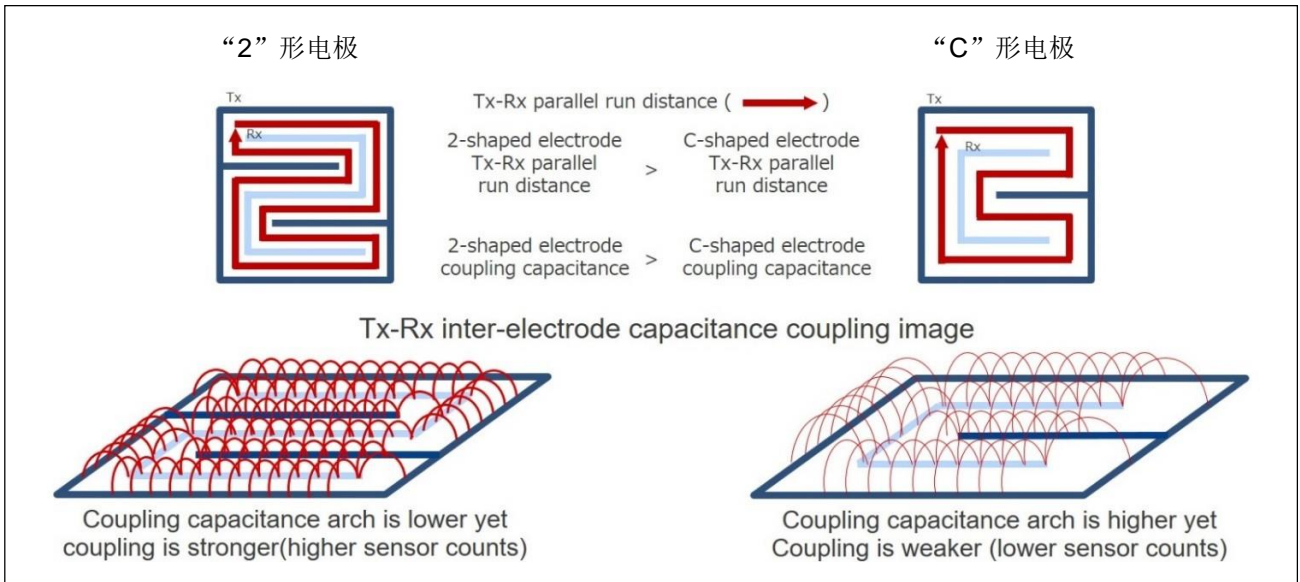 “2”形电极
“C”形电极
Tx
Rx
Tx-Rx parallel run distance ( )
2-shaped electrode
Tx-Rx parallel
run distance
>
C-shaped electrode
Tx-Rx parallel
run distance
2-shaped electrode
coupling capacitance
>
C-shaped electrode
coupling capacitance
Tx
Rx
Tx-Rx inter-electrode capacitance coupling image
Coupling capacitance arch is lower yet
coupling is stronger(higher sensor counts)
Coupling capacitance arch is higher yet
Coupling is weaker (lower sensor counts)